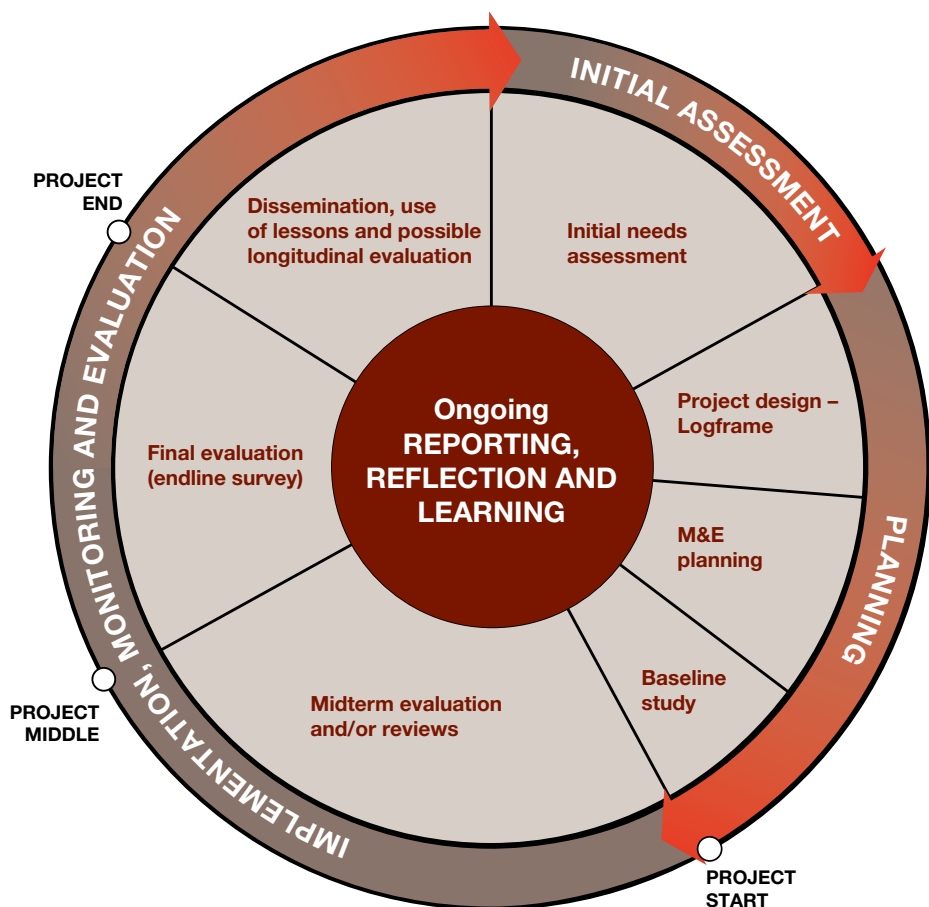 INITIAL ASSESSMENT
PLANNING
IMPLEMENTATION, MONITORING AND EVALUATION
PROJECT
END
PROJECT
MIDDLE
PROJECT
START
Initial needs
assessment
Project design –
Logframe
M&E
planning
Baseline
study
Midterm evaluation
and/or reviews
Final evaluation
(endline survey)
Dissemination, use
of lessons and possible
longitudinal evaluation
Ongoing
REPORTING,
REFLECTION AND
LEARNING